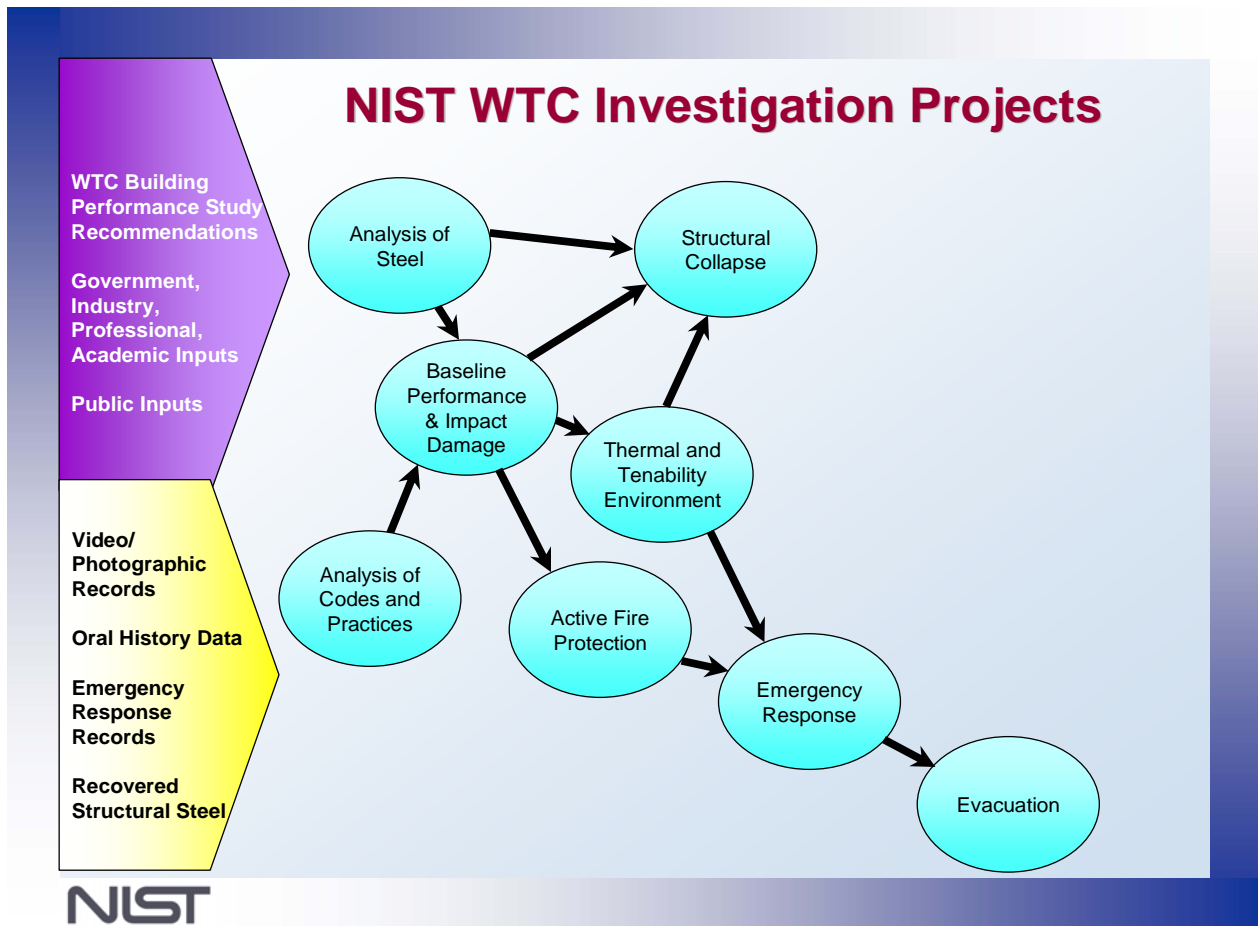 NIST WTC Investigation Projects
WTC Building
Performance Study
Recommendations
Government,
Industry,
Professional,
Academic Inputs
Public Inputs
Video/
Photographic
Records
Oral History Data
Emergency
Response
Records
Recovered
Structural Steel
Analysis of
Steel
Structural
Collapse
Baseline
Performance
& Impact
Damage
Thermal and
Tenability
Environment
Analysis of
Codes and
Practices
Active Fire
Protection
Emergency
Response
Evacuation
NIST